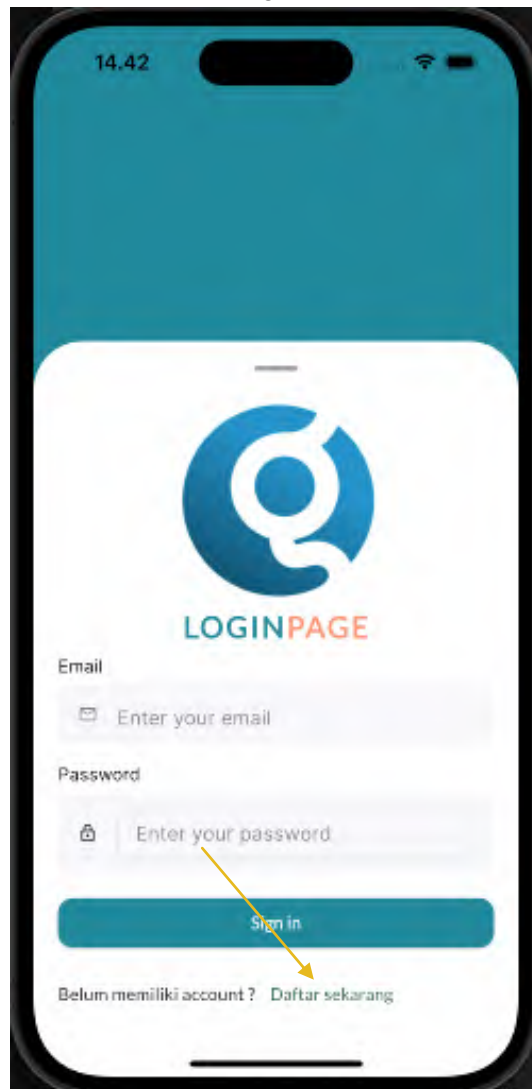 14.42
LOGINPAGE
Email
Enter your email
Password
Enter your password
Sign in
Belum memiliki account ? Daftar sekarang